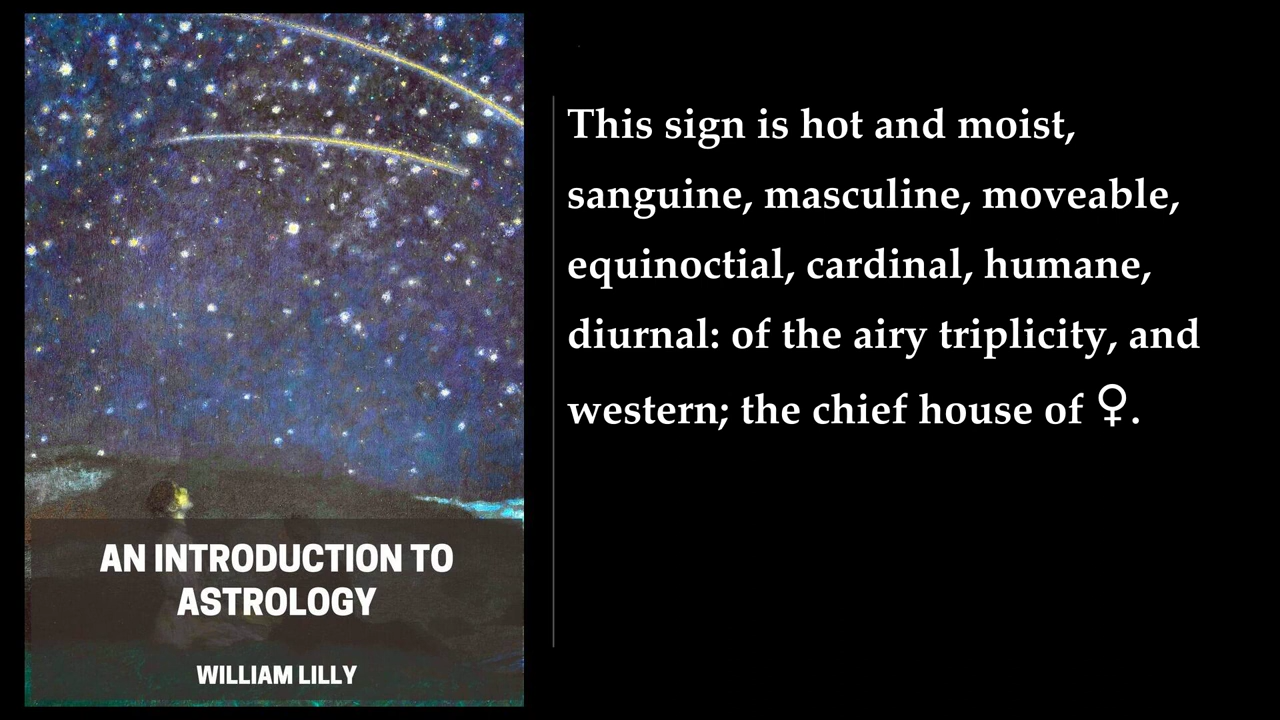 This sign is hot and moist,
sanguine, masculine, moveable,
equinoctial, cardinal, humane,
diurnal: of the airy triplicity, and
western; the chief house of ♀.
AN INTRODUCTION TO
ASTROLOGY
WILLIAM LILLY